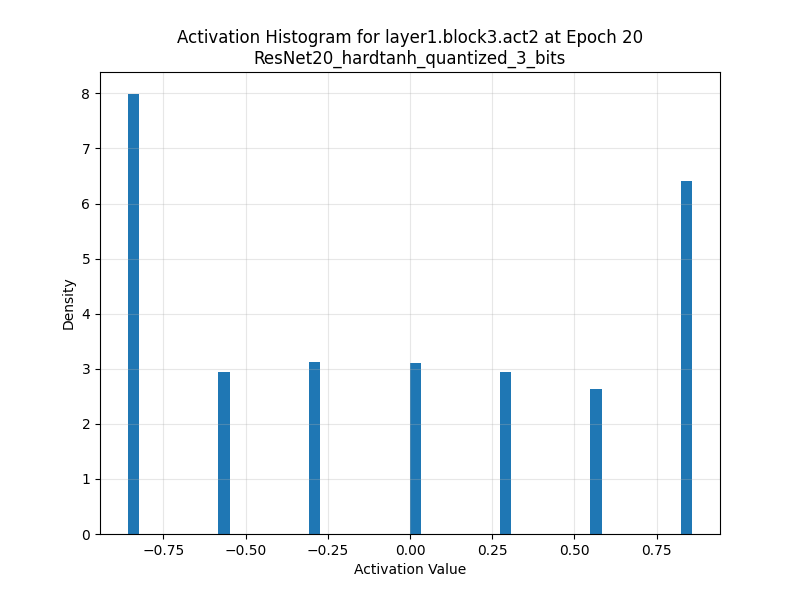 Activation Histogram for layer1.block3.act2 at Epoch 20
ResNet20_hardtanh_quantized_3_bits
8
7
6
5
4
3
2
1
0
Density
−0.75 −0.50 −0.25 0.00 0.25 0.50 0.75
Activation Value